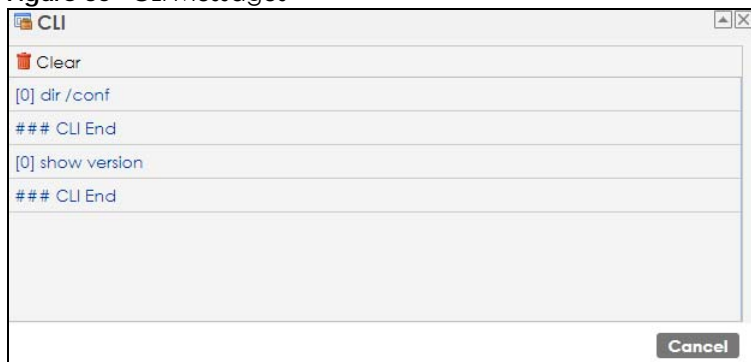 CLI
Clear
[0] dir /conf
### CLI End
[0] show version
### CLI End
Cancel